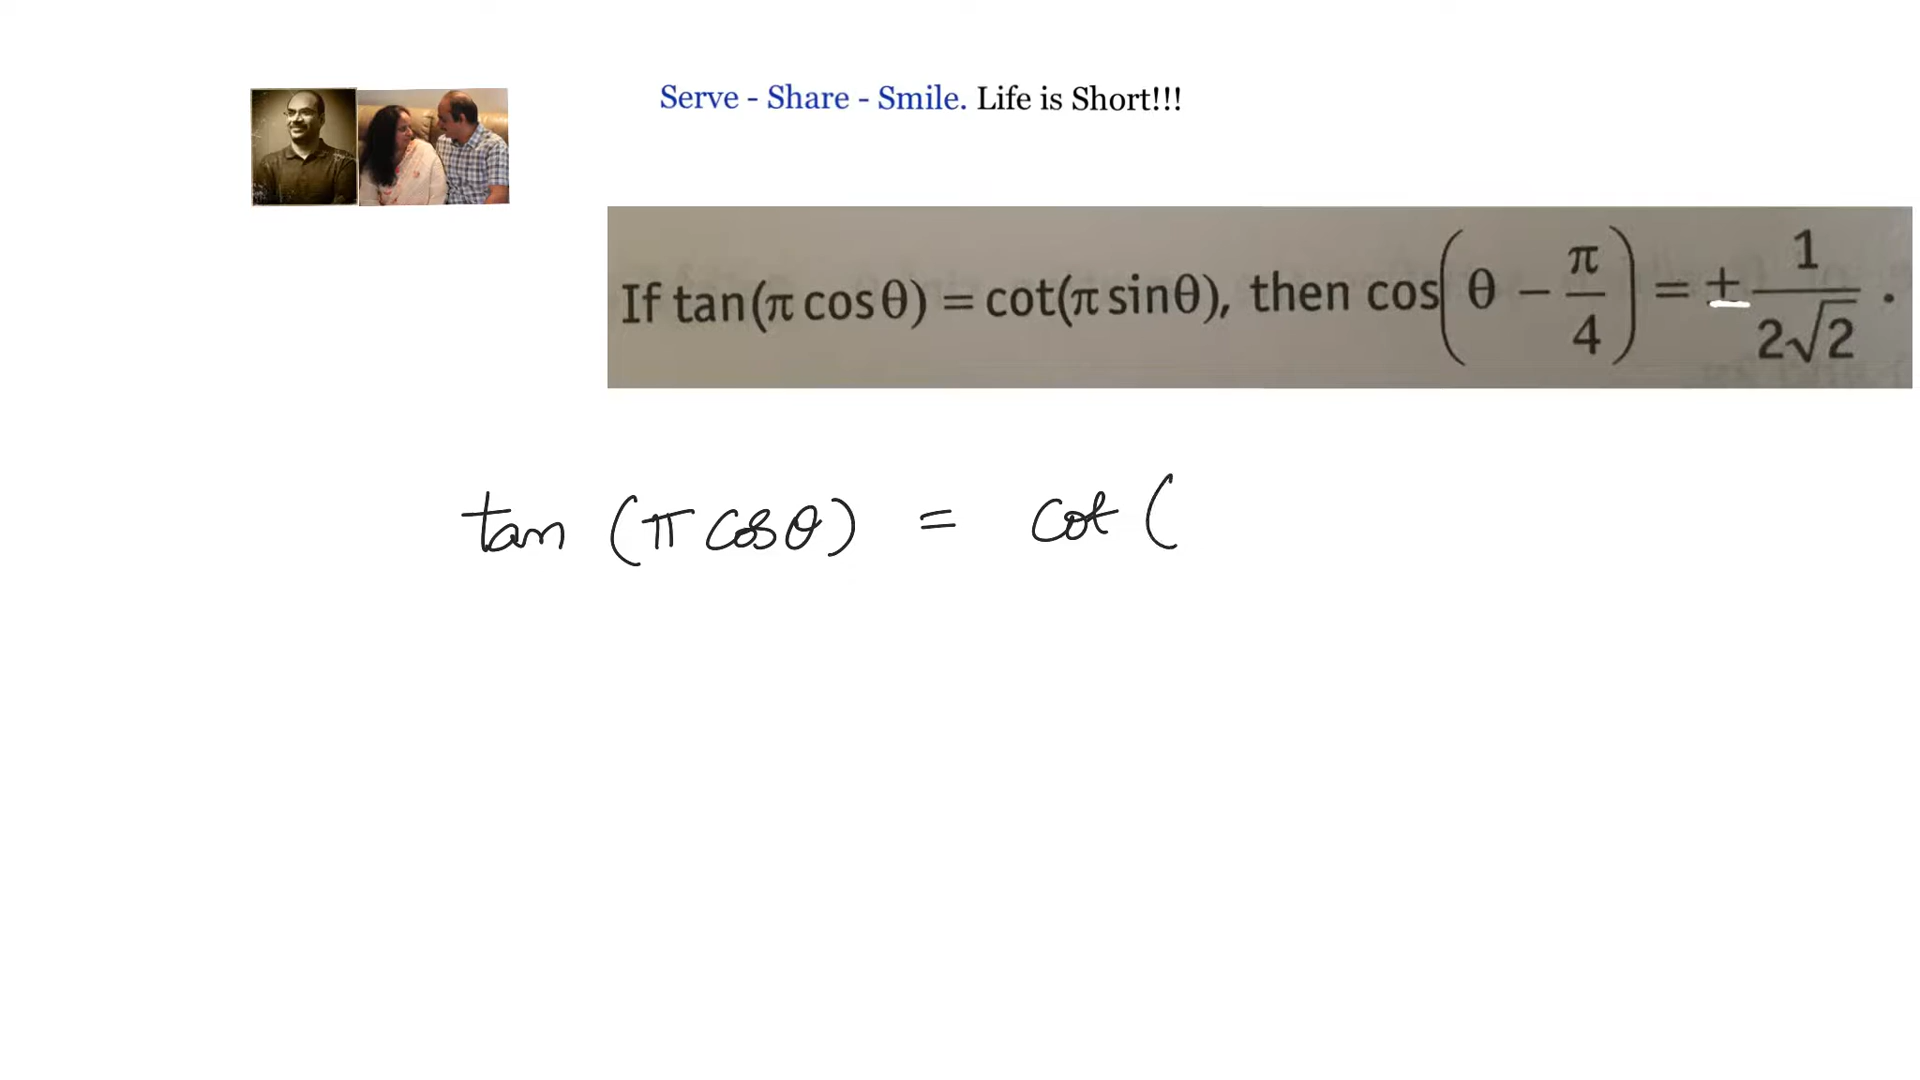 Serve - Share - Smile. Life is Short!!!
If tan(π cosθ) = cot(π sinθ), then cos(θ − π/4) = ± 1/2√2 .
tan (π cosθ) = cot (